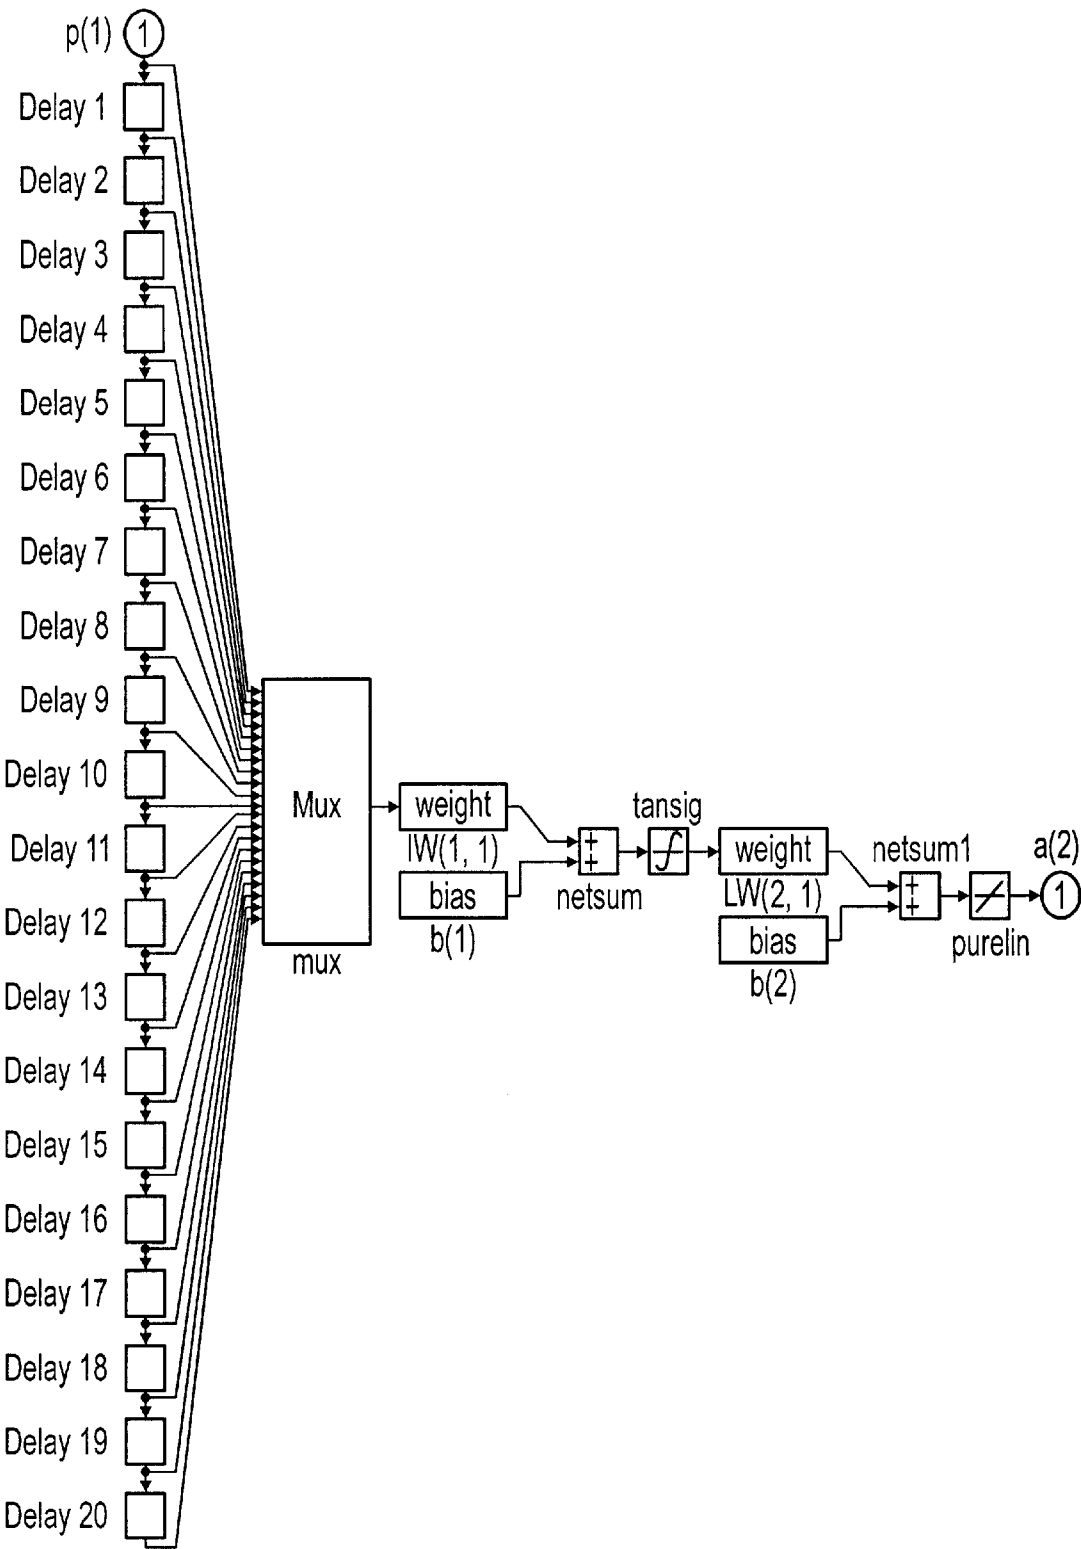 p(1)
1
Delay 1
Delay 2
Delay 3
Delay 4
Delay 5
Delay 6
Delay 7
Delay 8
Delay 9
Delay 10
Delay 11
Delay 12
Delay 13
Delay 14
Delay 15
Delay 16
Delay 17
Delay 18
Delay 19
Delay 20
Mux
mux
weight
IW(1, 1)
bias
b(1)
+
+
netsum
tansig
weight
LW(2, 1)
bias
b(2)
netsum1
+
+
purelin
a(2)
1